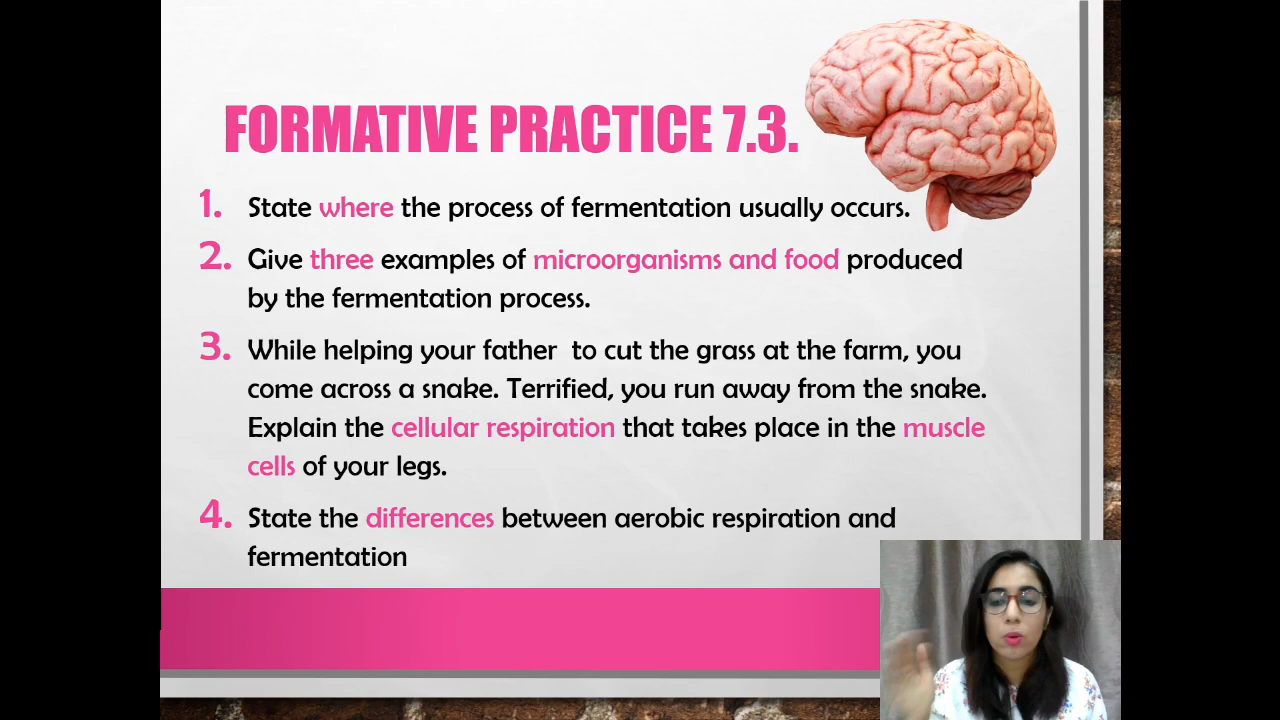 FORMATIVE PRACTICE 7.3.
1. State where the process of fermentation usually occurs.
2. Give three examples of microorganisms and food produced
by the fermentation process.
3. While helping your father to cut the grass at the farm, you
come across a snake. Terrified, you run away from the snake.
Explain the cellular respiration that takes place in the muscle
cells of your legs.
4. State the differences between aerobic respiration and
fermentation